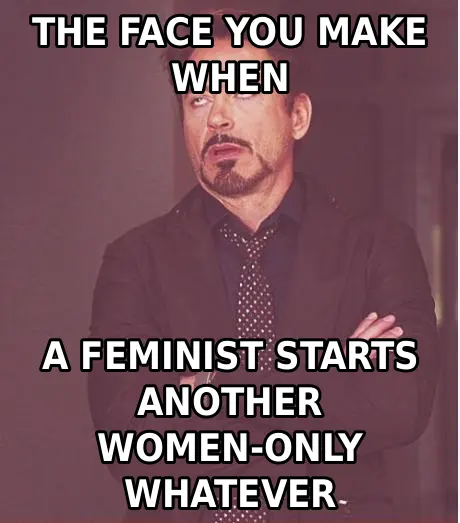 THE FACE YOU MAKE
WHEN
A FEMINIST STARTS
ANOTHER
WOMEN-ONLY
WHATEVER